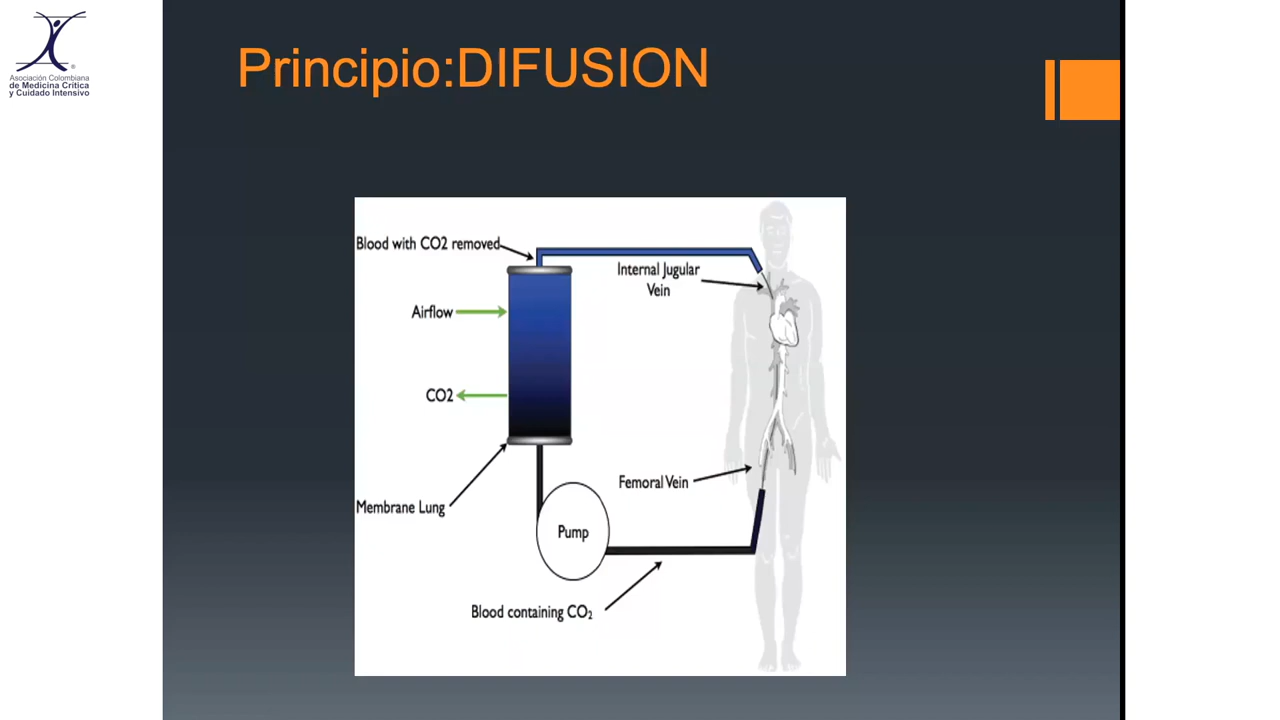 Asociación Colombiana
de Medicina Crítica
y Cuidado Intensivo
Principio:DIFUSION
Blood with CO2 removed
Internal Jugular
Vein
Airflow
CO2
Femoral Vein
Membrane Lung
Pump
Blood containing CO₂